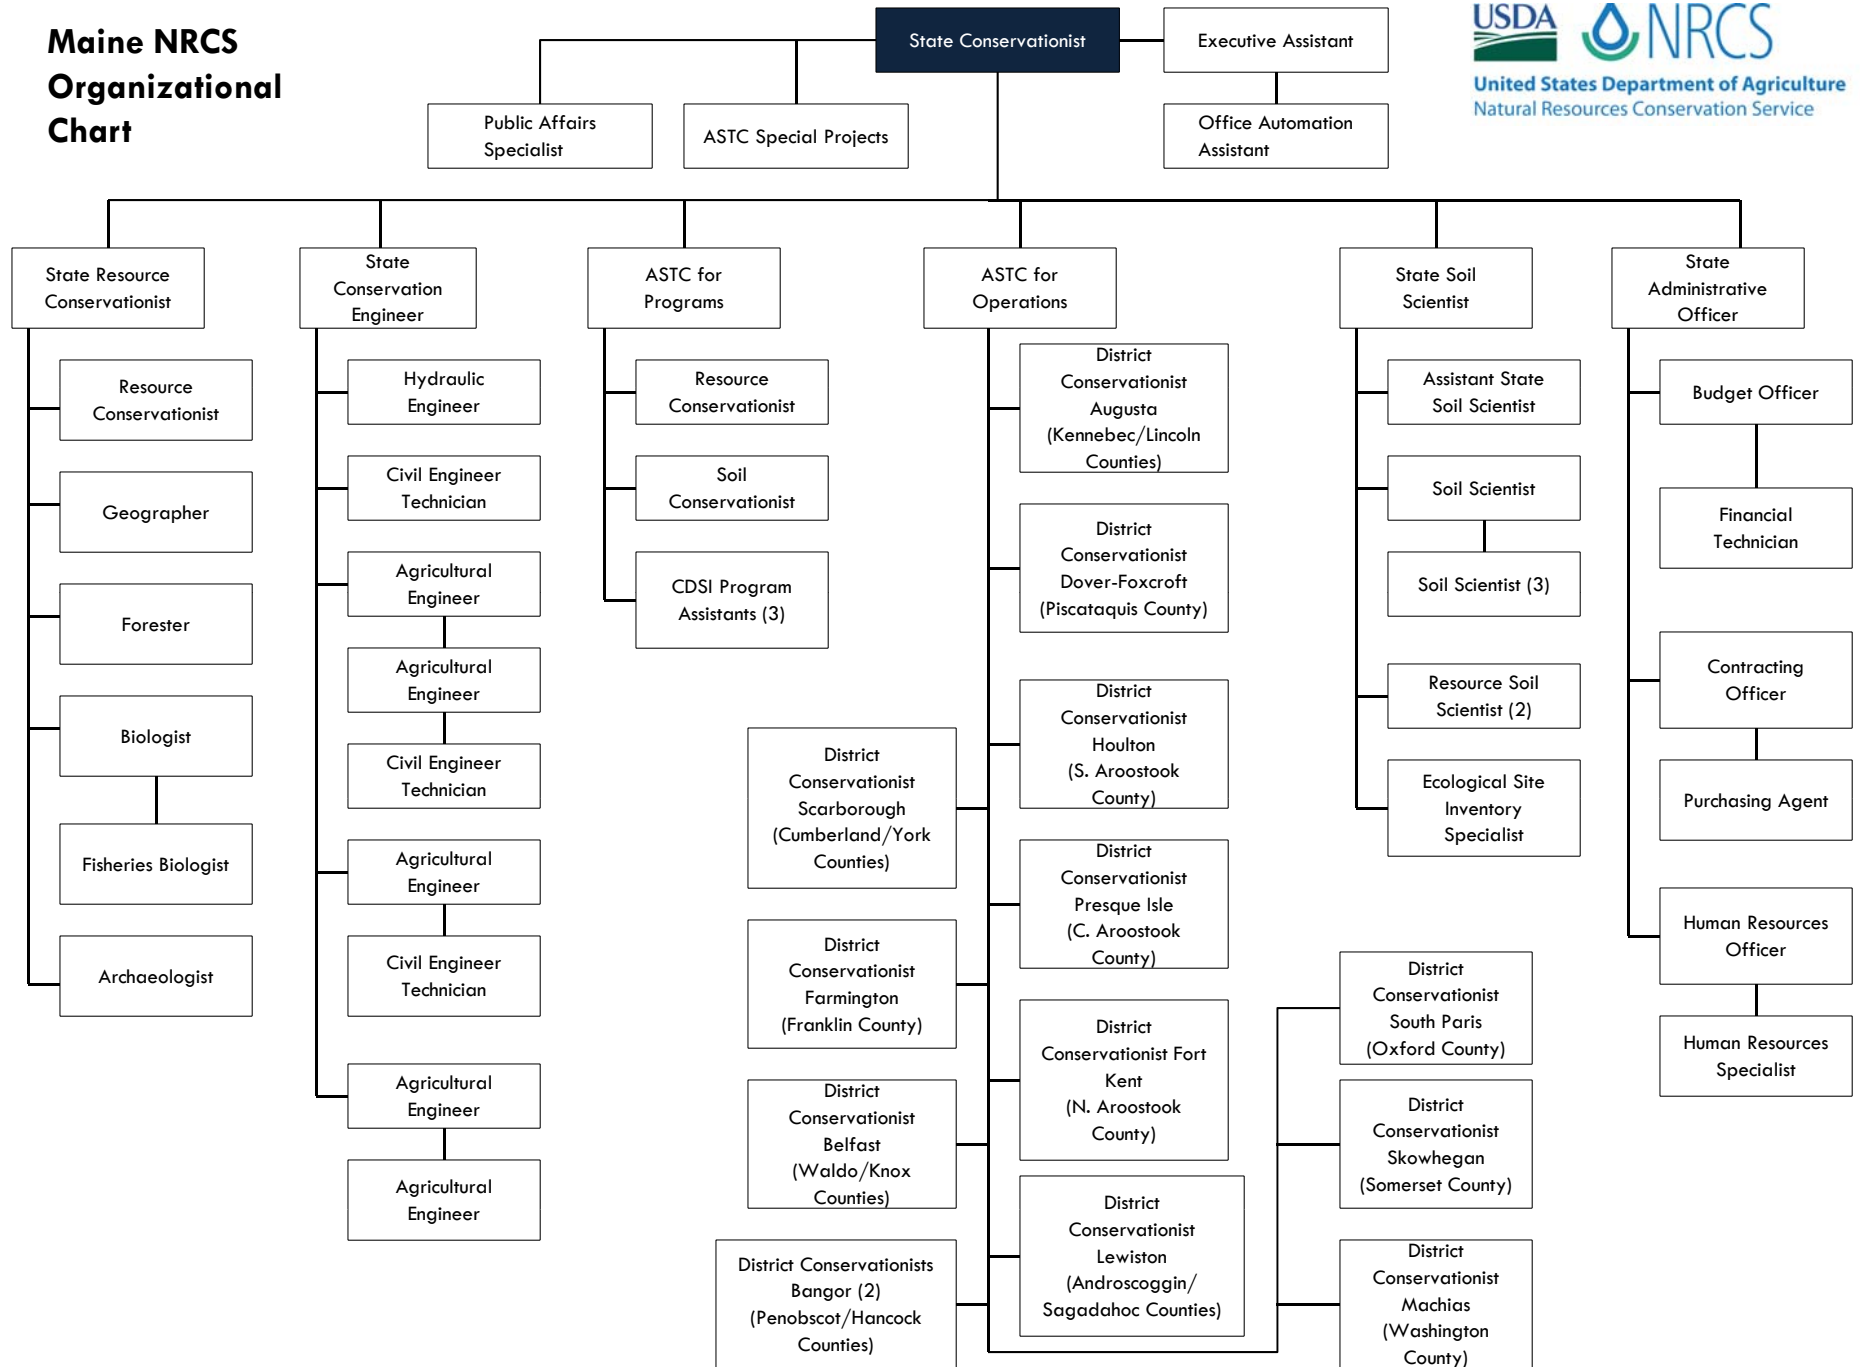 Maine NRCS
Organizational
Chart
State Conservationist
Executive Assistant
USDA
NRCS
United States Department of Agriculture
Natural Resources Conservation Service
Public Affairs
Specialist
ASTC Special Projects
Office Automation
Assistant
State Resource
Conservationist
Resource
Conservationist
Geographer
Forester
Biologist
Fisheries Biologist
Archaeologist
State
Conservation
Engineer
Hydraulic
Engineer
Civil Engineer
Technician
Agricultural
Engineer
Agricultural
Engineer
Civil Engineer
Technician
Agricultural
Engineer
Civil Engineer
Technician
Agricultural
Engineer
Agricultural
Engineer
ASTC for
Programs
Resource
Conservationist
Soil
Conservationist
CDSI Program
Assistants (3)
ASTC for
Operations
District
Conservationist
Augusta
(Kennebec/Lincoln
Counties)
District
Conservationist
Dover-Foxcroft
(Piscataquis County)
District
Conservationist
Houlton
(S. Aroostook
County)
District
Conservationist
Scarborough
(Cumberland/York
Counties)
District
Conservationist
Presque Isle
(C. Aroostook
County)
District
Conservationist
Farmington
(Franklin County)
District
Conservationist Fort
Kent
(N. Aroostook
County)
District
Conservationist
Belfast
(Waldo/Knox
Counties)
District
Conservationist
Lewiston
(Androscoggin/
Sagadahoc Counties)
District Conservationists
Bangor (2)
(Penobscot/Hancock
Counties)
District
Conservationist
South Paris
(Oxford County)
District
Conservationist
Skowhegan
(Somerset County)
District
Conservationist
Machias
(Washington
County)
State Soil
Scientist
Assistant State
Soil Scientist
Soil Scientist
Soil Scientist (3)
Resource Soil
Scientist (2)
Ecological Site
Inventory
Specialist
State
Administrative
Officer
Budget Officer
Financial
Technician
Contracting
Officer
Purchasing Agent
Human Resources
Officer
Human Resources
Specialist